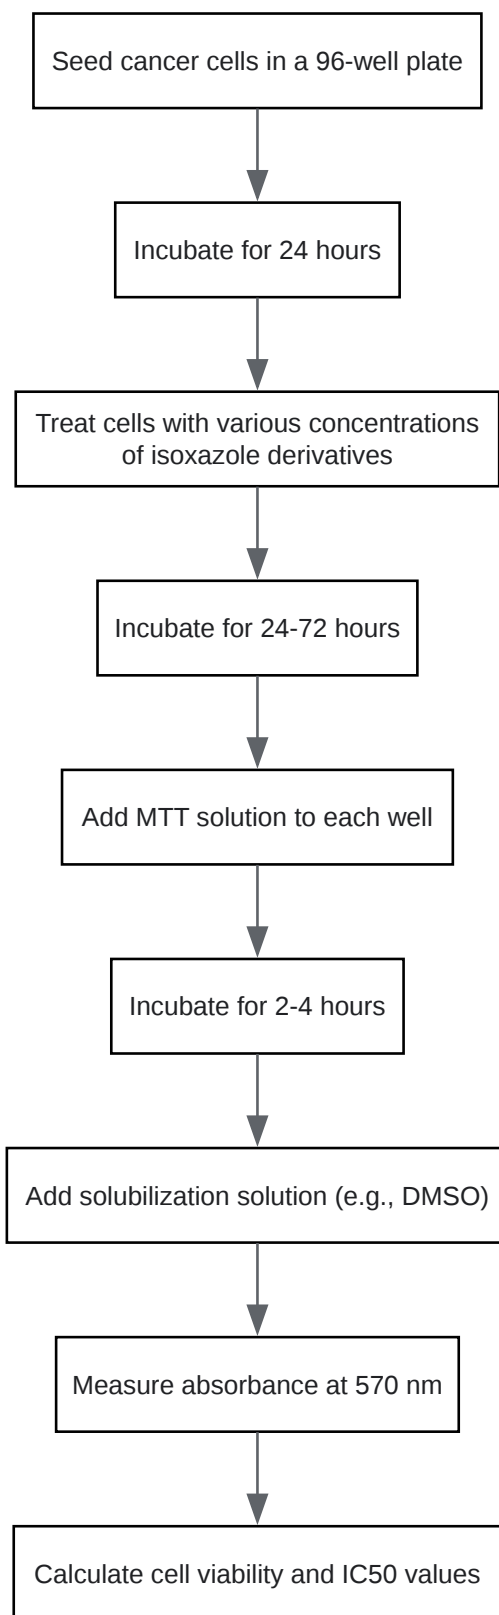 Seed cancer cells in a 96-well plate
Incubate for 24 hours
Treat cells with various concentrations
of isoxazole derivatives
Incubate for 24-72 hours
Add MTT solution to each well
Incubate for 2-4 hours
Add solubilization solution (e.g., DMSO)
Measure absorbance at 570 nm
Calculate cell viability and IC50 values